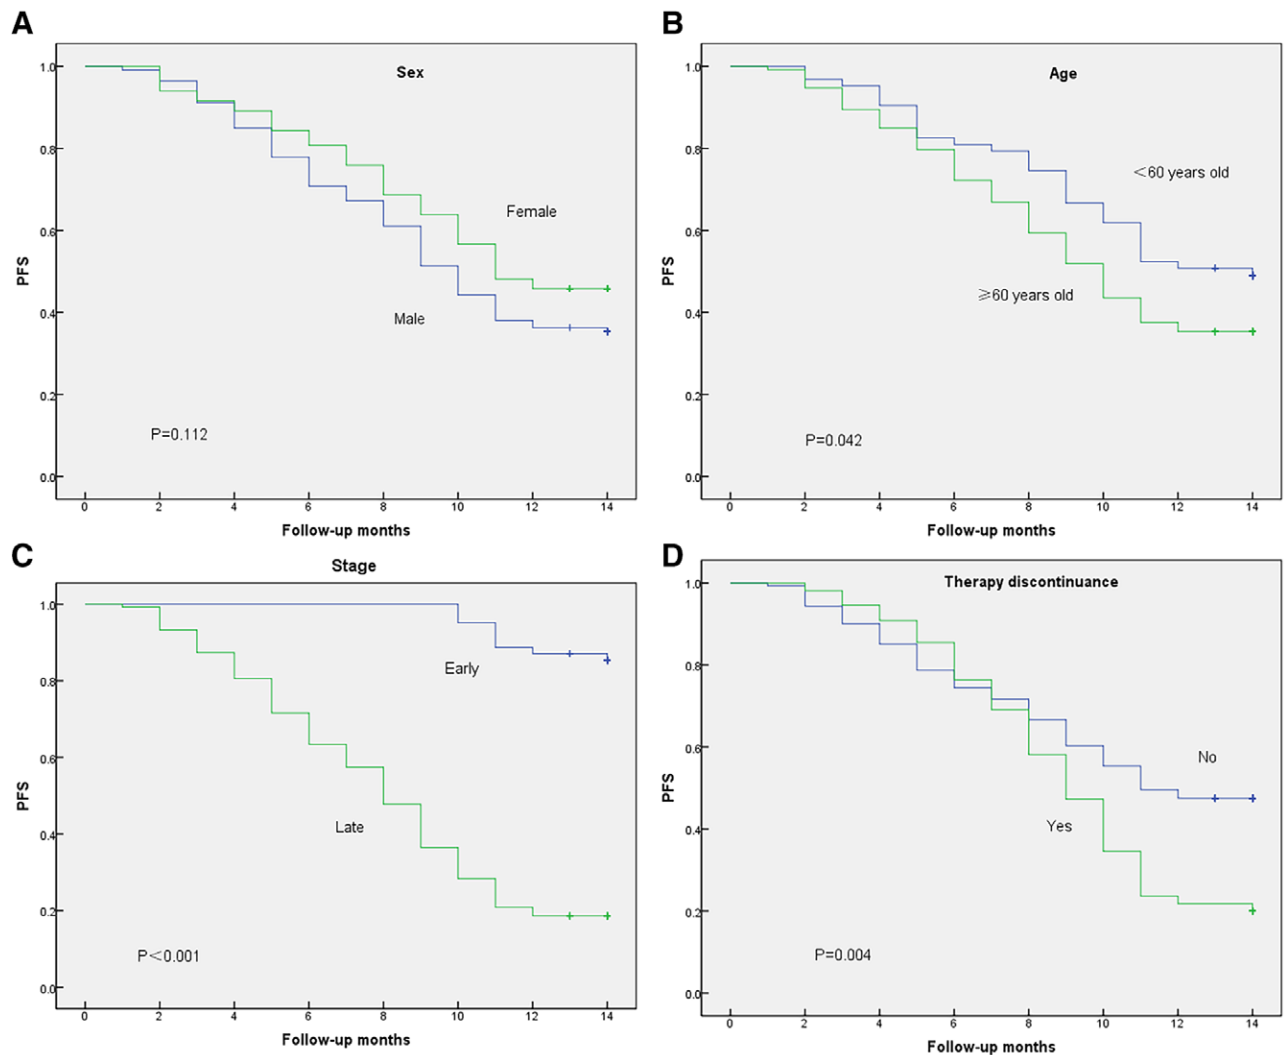 A
Sex
1.0
0.8
0.6
0.4
0.2
0.0
PFS
Female
Male
P=0.112
0 2 4 6 8 10 12 14
Follow-up months
B
Age
1.0
0.8
0.6
0.4
0.2
0.0
PFS
<60 years old
≥60 years old
P=0.042
0 2 4 6 8 10 12 14
Follow-up months
C
Stage
1.0
0.8
0.6
0.4
0.2
0.0
PFS
Early
Late
P<0.001
0 2 4 6 8 10 12 14
Follow-up months
D
Therapy discontinuance
1.0
0.8
0.6
0.4
0.2
0.0
PFS
No
Yes
P=0.004
0 2 4 6 8 10 12 14
Follow-up months